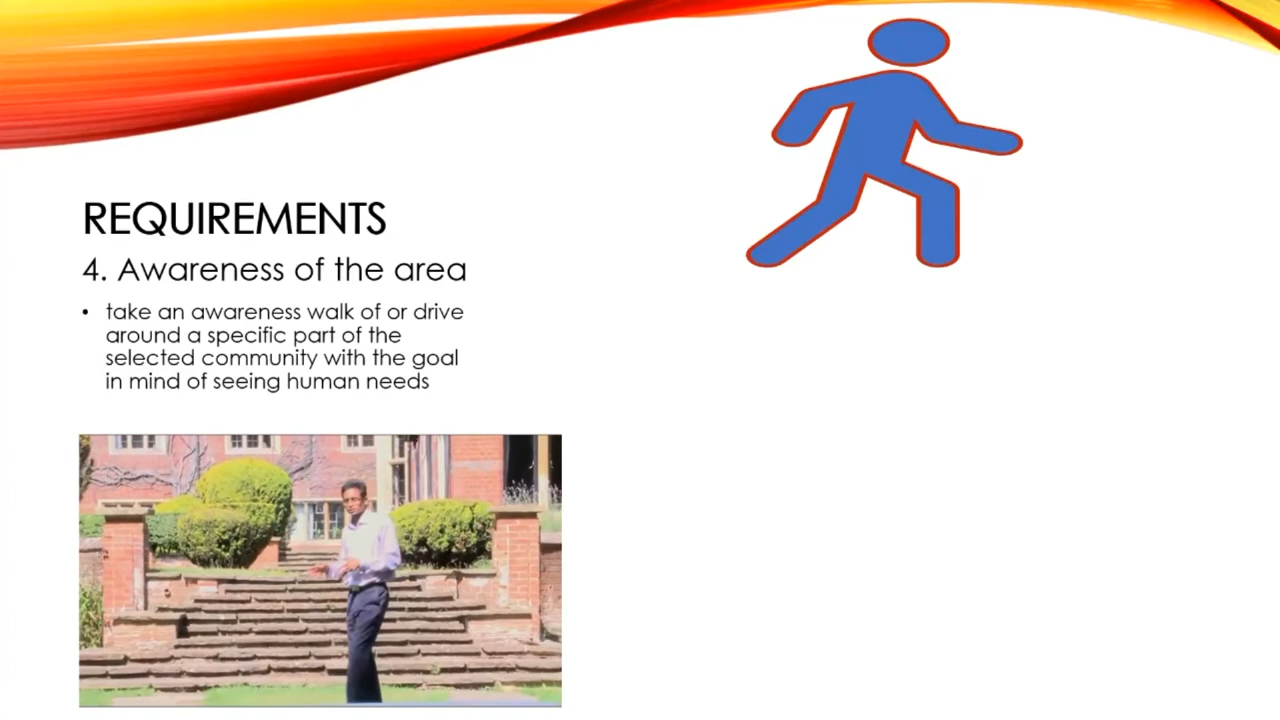 REQUIREMENTS
4. Awareness of the area
• take an awareness walk of or drive
around a specific part of the
selected community with the goal
in mind of seeing human needs